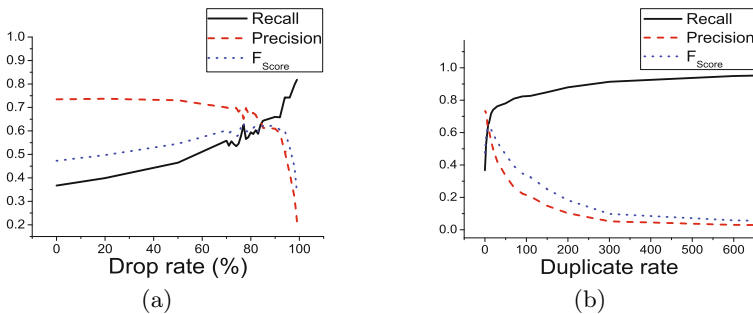 Recall
Precision
F Score
1.0
0.9
0.8
0.7
0.6
0.5
0.4
0.3
0.2
0 20 40 60 80 100
Drop rate (%)
(a)
Recall
Precision
F Score
1.0
0.8
0.6
0.4
0.2
0.0
0 100 200 300 400 500 600
Duplicate rate
(b)